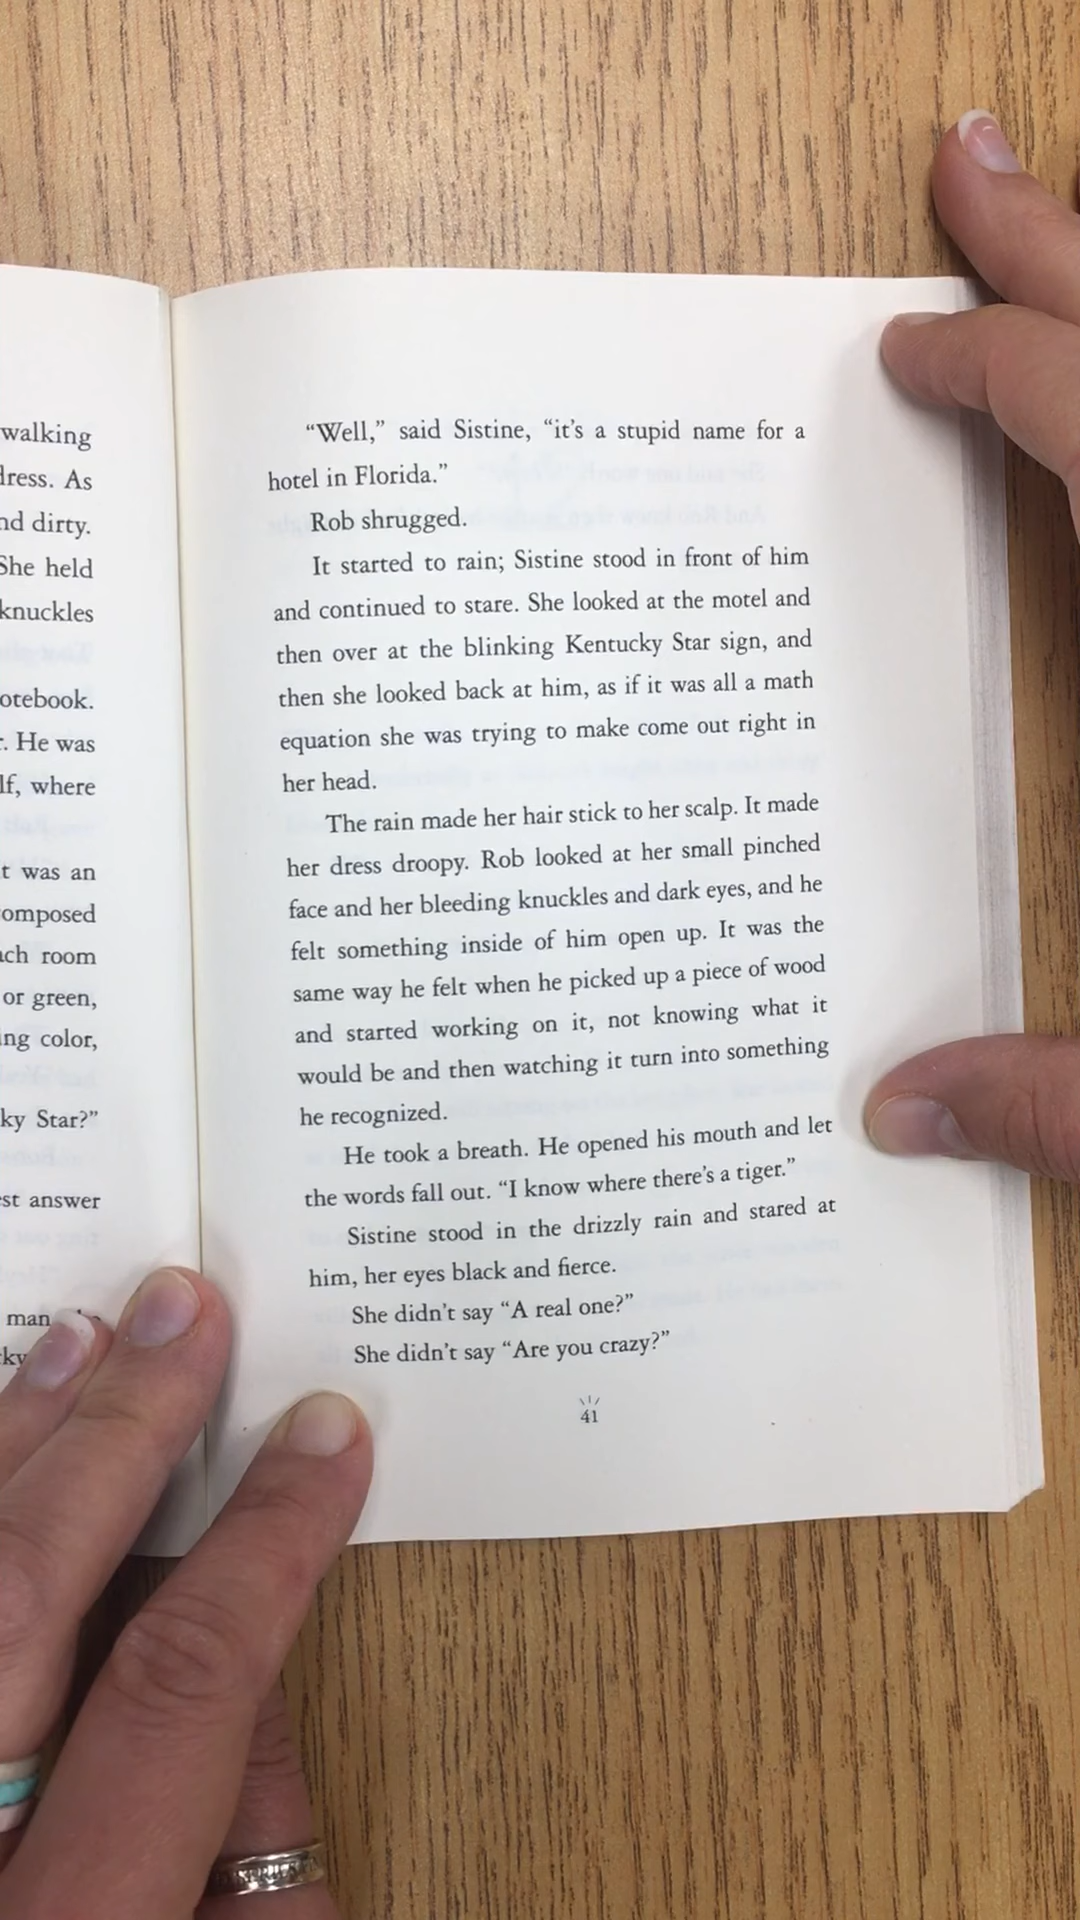 walking
dress. As
nd dirty.
She held
knuckles
otebook.
. He was
lf, where
t was an
omposed
ach room
or green,
ing color,
ky Star?”
st answer
man
ky
“Well,” said Sistine, “it’s a stupid name for a
hotel in Florida.”
Rob shrugged.
It started to rain; Sistine stood in front of him
and continued to stare. She looked at the motel and
then over at the blinking Kentucky Star sign, and
then she looked back at him, as if it was all a math
equation she was trying to make come out right in
her head.
The rain made her hair stick to her scalp. It made
her dress droopy. Rob looked at her small pinched
face and her bleeding knuckles and dark eyes, and he
felt something inside of him open up. It was the
same way he felt when he picked up a piece of wood
and started working on it, not knowing what it
would be and then watching it turn into something
he recognized.
He took a breath. He opened his mouth and let
the words fall out. “I know where there’s a tiger.”
Sistine stood in the drizzly rain and stared at
him, her eyes black and fierce.
She didn’t say “A real one?”
She didn’t say “Are you crazy?”
41